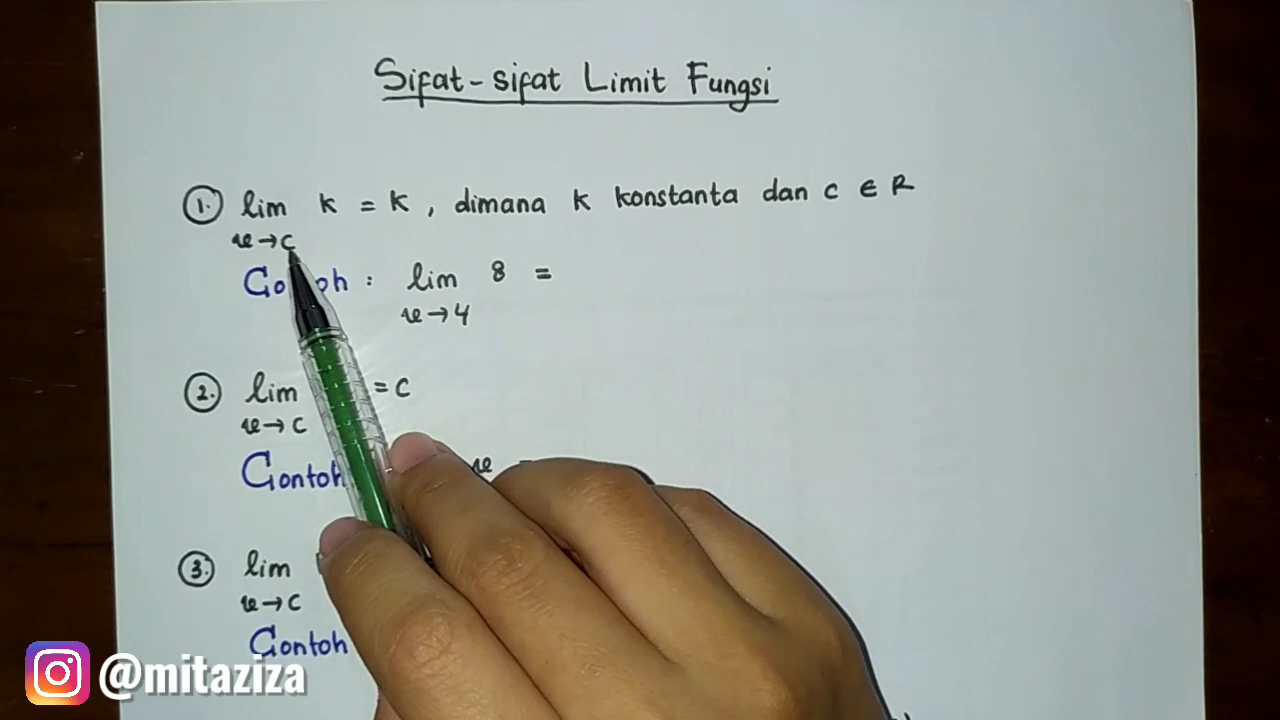 Sifat-sifat Limit Fungsi
1. lim k = k, dimana k konstanta dan c ∈ R
x→c
Contoh : lim 8 =
x→4
2. lim = c
x→c
Contoh x
3. lim
x→c
Contoh
@mitaziza